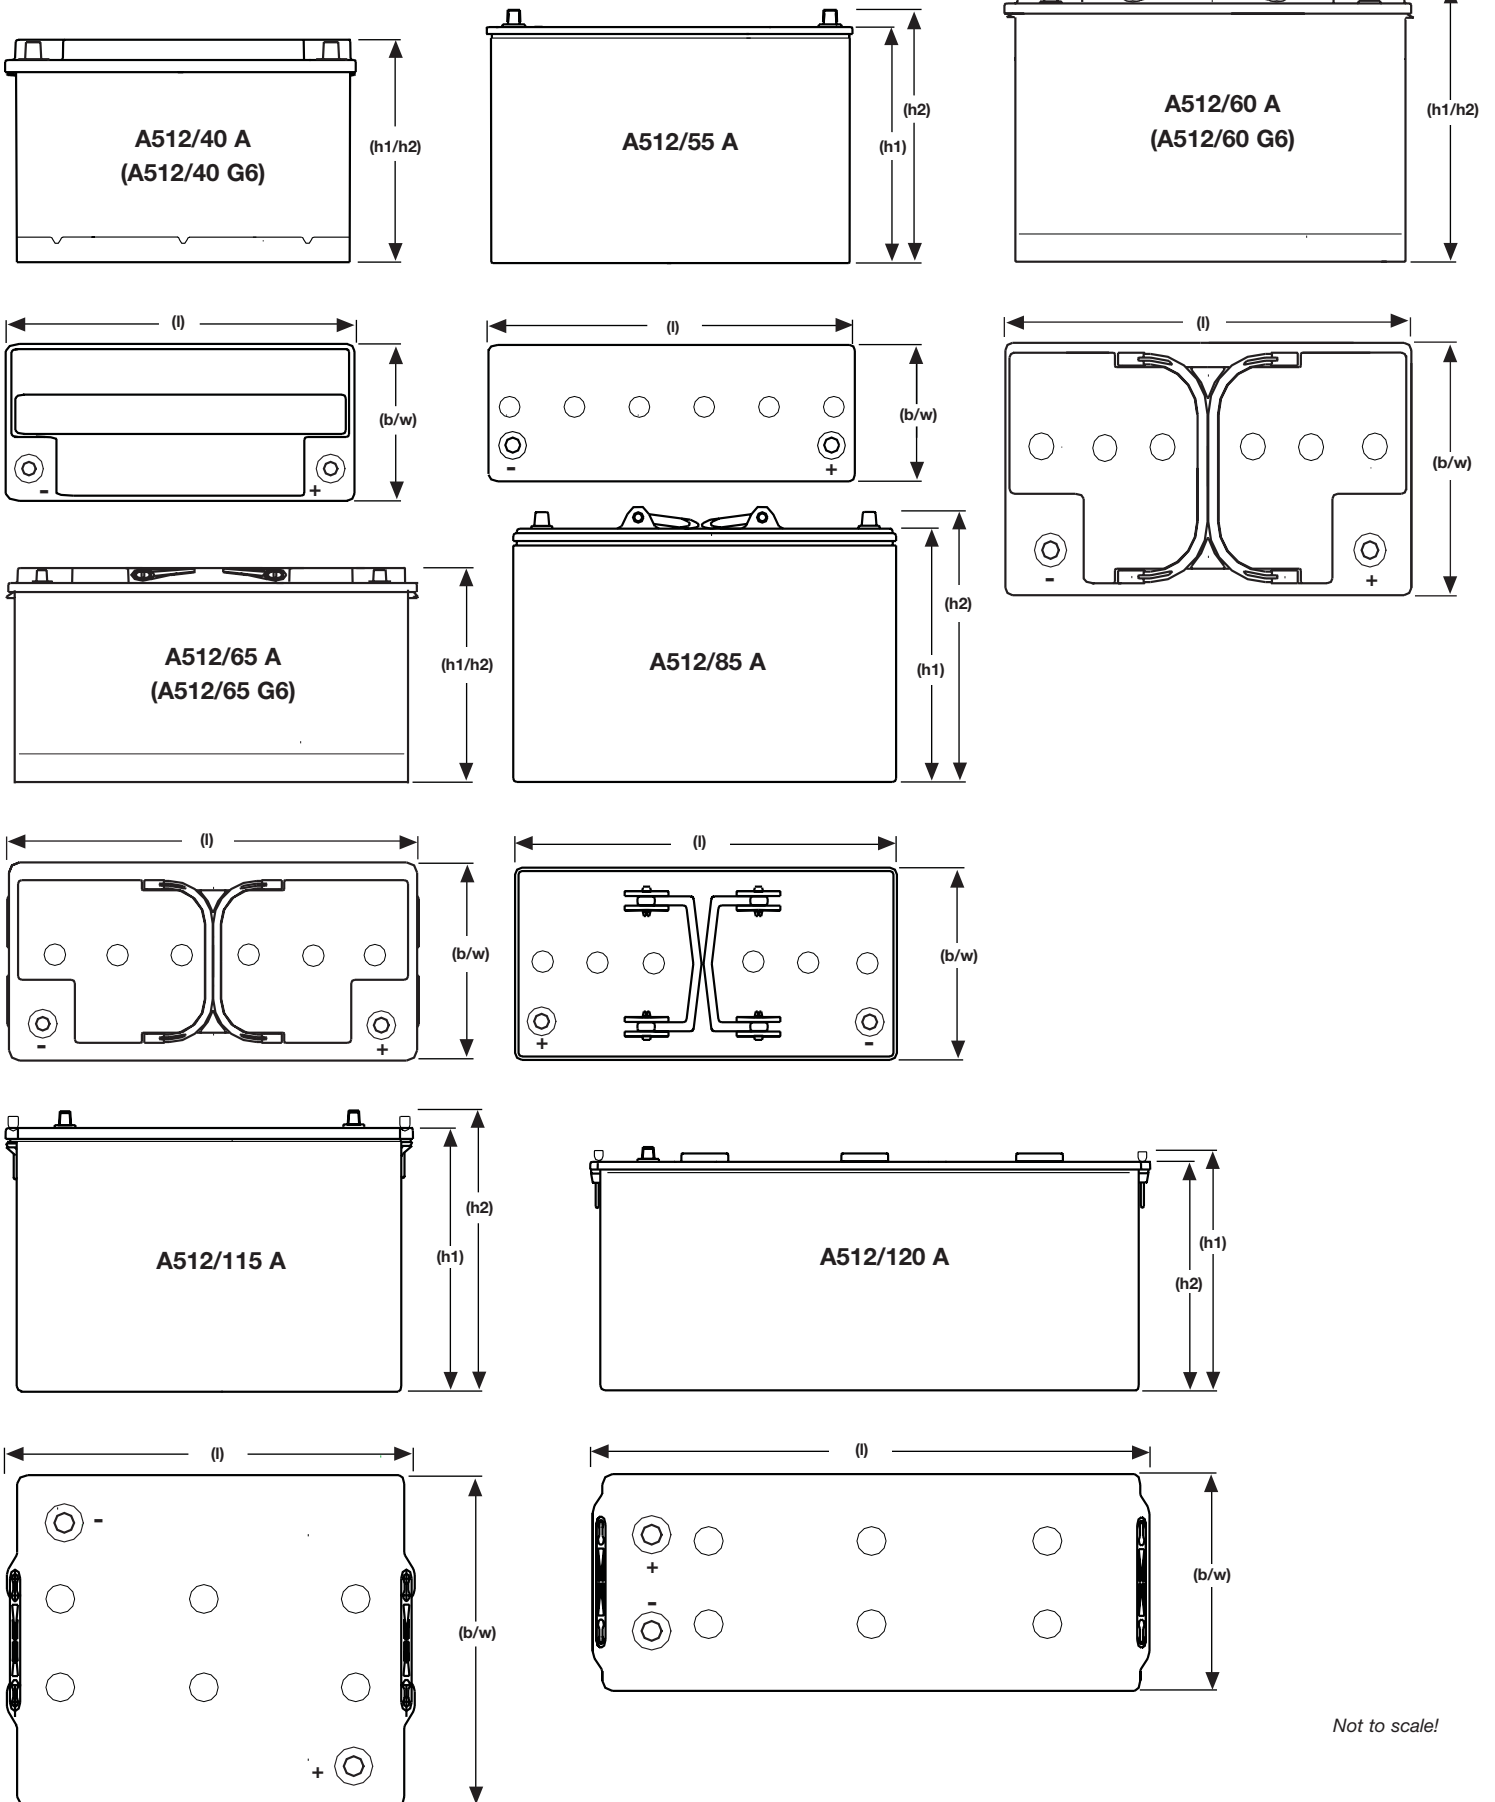 A512/40 A
(A512/40 G6)
(h1/h2)
A512/55 A
(h2)
(h1)
A512/60 A
(A512/60 G6)
(h1/h2)
(l)
(b/w)
-
+
(l)
(b/w)
-
+
(l)
(b/w)
-
+
A512/65 A
(A512/65 G6)
(h1/h2)
A512/85 A
(h2)
(h1)
(l)
(b/w)
-
+
(l)
(b/w)
+
-
A512/115 A
(h2)
(h1)
A512/120 A
(h1)
(h2)
(l)
-
(b/w)
+
(l)
+
-
(b/w)
Not to scale!